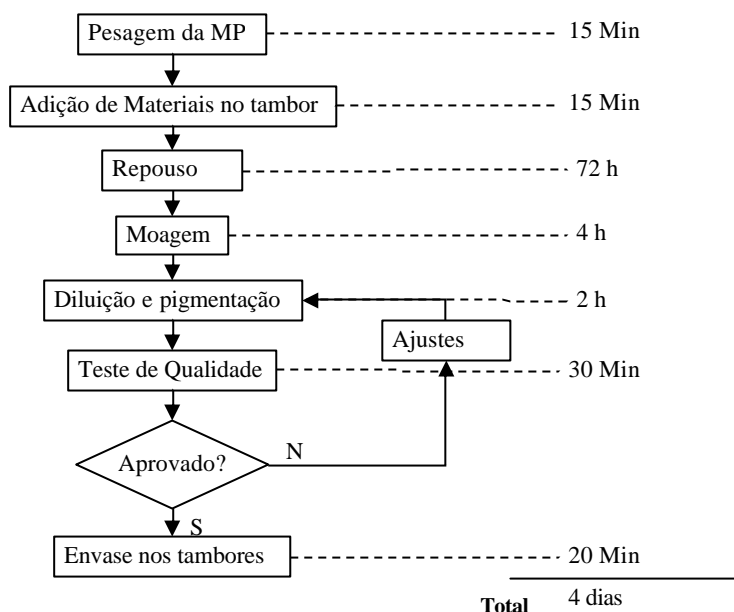 Pesagem da MP 15 Min
Adição de Materiais no tambor 15 Min
Repouso 72 h
Moagem 4 h
Diluição e pigmentação 2 h
Ajustes
Teste de Qualidade 30 Min
Aprovado? N
S
Envase nos tambores 20 Min
Total 4 dias